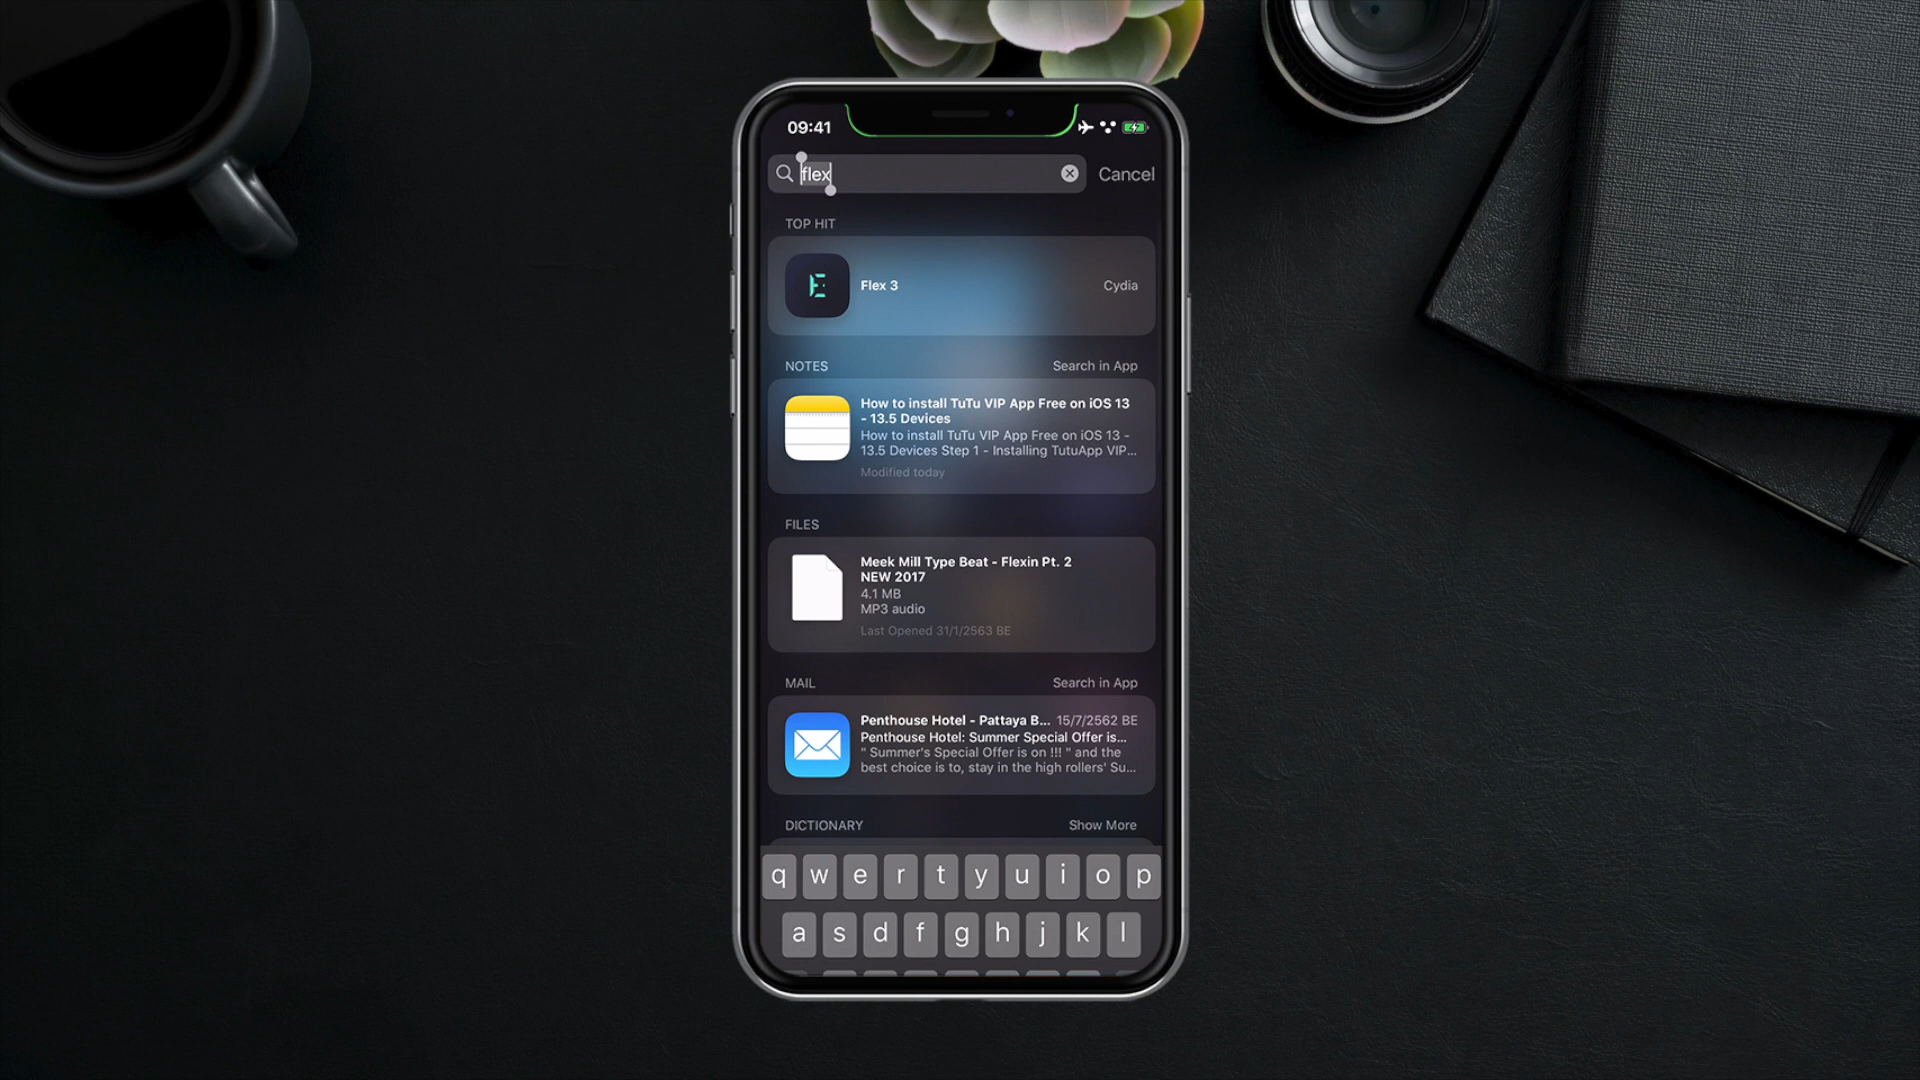 09:41
flex
Cancel
TOP HIT
Flex 3
Cydia
NOTES
Search in App
How to install TuTu VIP App Free on iOS 13
- 13.5 Devices
How to install TuTu VIP App Free on iOS 13 -
13.5 Devices Step 1 - Installing TutuApp VIP...
Modified today
FILES
Meek Mill Type Beat - Flexin Pt. 2
NEW 2017
4.1 MB
MP3 audio
Last Opened 31/1/2563 BE
MAIL
Search in App
Penthouse Hotel - Pattaya B... 15/7/2562 BE
Penthouse Hotel: Summer Special Offer is...
" Summer's Special Offer is on !!! " and the
best choice is to, stay in the high rollers' Su...
DICTIONARY
Show More
q w e r t y u i o p
a s d f g h j k l